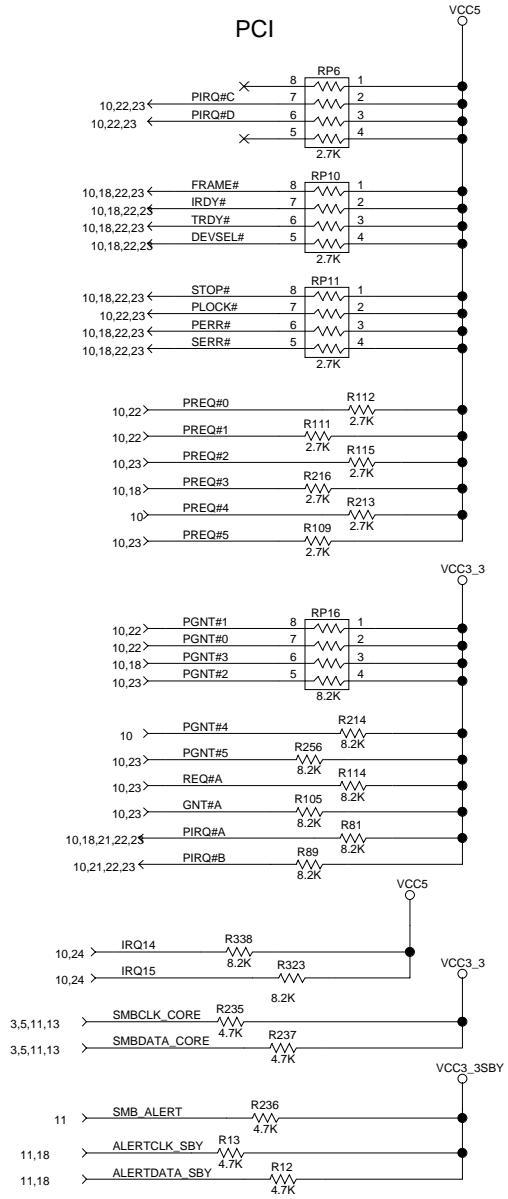 VCC5
PCI
RP6
8 1
10,22,23 PIRQ#C 7 2
10,22,23 PIRQ#D 6 3
5 4
2.7K
RP10
10,18,22,23 FRAME# 8 1
10,18,22,23 IRDY# 7 2
10,18,22,23 TRDY# 6 3
10,18,22,23 DEVSEL# 5 4
2.7K
RP11
10,18,22,23 STOP# 8 1
10,22,23 PLOCK# 7 2
10,18,22,23 PERR# 6 3
10,18,22,23 SERR# 5 4
2.7K
10,22 PREQ#0 R112
2.7K
10,22 PREQ#1 R111
2.7K
10,23 PREQ#2 R115
2.7K
10,18 PREQ#3 R216
2.7K
10 PREQ#4 R213
2.7K
10,23 PREQ#5 R109
2.7K
VCC3_3
RP16
10,22 PGNT#1 8 1
10,22 PGNT#0 7 2
10,18 PGNT#3 6 3
10,23 PGNT#2 5 4
8.2K
10 PGNT#4 R214
8.2K
10,23 PGNT#5 R256
8.2K
10,23 REQ#A R114
8.2K
10,23 GNT#A R105
8.2K
10,18,21,22,23 PIRQ#A R81
8.2K
10,21,22,23 PIRQ#B R89
8.2K
VCC5
10,24 IRQ14 R338
8.2K
10,24 IRQ15 R323
8.2K
VCC3_3
3,5,11,13 SMBCLK_CORE R235
4.7K
3,5,11,13 SMBDATA_CORE R237
4.7K
VCC3_3SBY
11 SMB_ALERT R236
4.7K
11,18 ALERTCLK_SBY R13
4.7K
11,18 ALERTDATA_SBY R12
4.7K